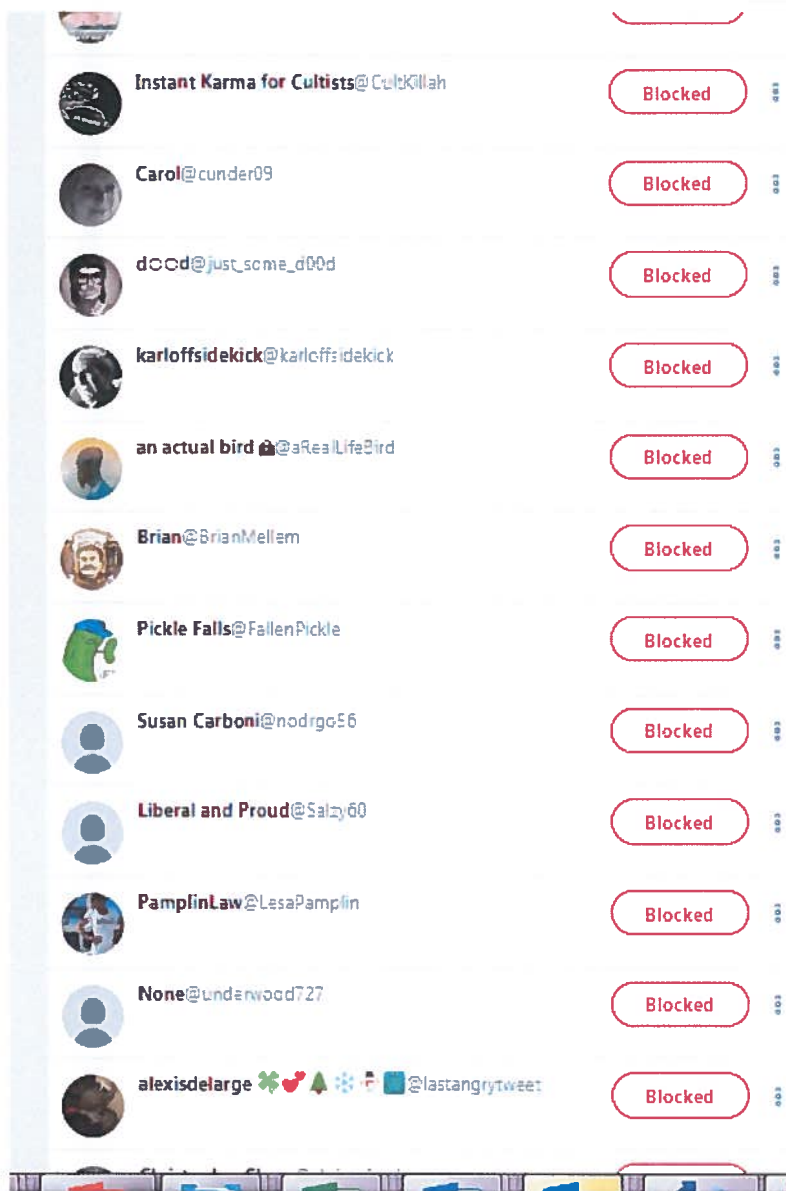 Instant Karma for Cultists@CultKillah
Blocked
Carol@cunder09
Blocked
d00d@just_some_d00d
Blocked
karloffsidekick@karloffsidekick
Blocked
an actual bird 🔒@aRealLifeBird
Blocked
Brian@BrianMellem
Blocked
Pickle Falls@FallenPickle
Blocked
Susan Carboni@nodrgo56
Blocked
Liberal and Proud@Salzy60
Blocked
PamplinLaw@LesaPamplin
Blocked
None@underwood727
Blocked
alexisdelarge 🍀💕🌲❄️⛄🟦@lastangrytweet
Blocked